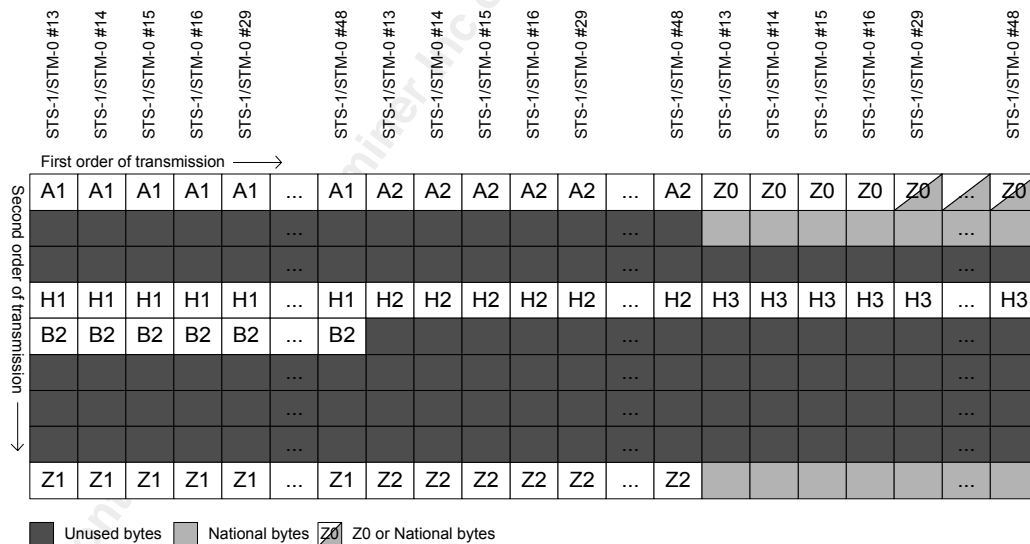 STS-1/STM-0 #13
STS-1/STM-0 #14
STS-1/STM-0 #15
STS-1/STM-0 #16
STS-1/STM-0 #29
STS-1/STM-0 #48
STS-1/STM-0 #13
STS-1/STM-0 #14
STS-1/STM-0 #15
STS-1/STM-0 #16
STS-1/STM-0 #29
STS-1/STM-0 #48
STS-1/STM-0 #13
STS-1/STM-0 #14
STS-1/STM-0 #15
STS-1/STM-0 #16
STS-1/STM-0 #29
STS-1/STM-0 #48
First order of transmission
Second order of transmission
A1 A1 A1 A1 A1 ... A1 A2 A2 A2 A2 A2 ... A2 Z0 Z0 Z0 Z0 Z0 ... Z0
... ... ...
... ... ...
H1 H1 H1 H1 H1 ... H1 H2 H2 H2 H2 H2 ... H2 H3 H3 H3 H3 H3 ... H3
B2 B2 B2 B2 B2 ... B2 ... ...
... ... ...
... ... ...
... ... ...
Z1 Z1 Z1 Z1 Z1 ... Z1 Z2 Z2 Z2 Z2 Z2 ... Z2 ...
Unused bytes National bytes Z0 Z0 or National bytes